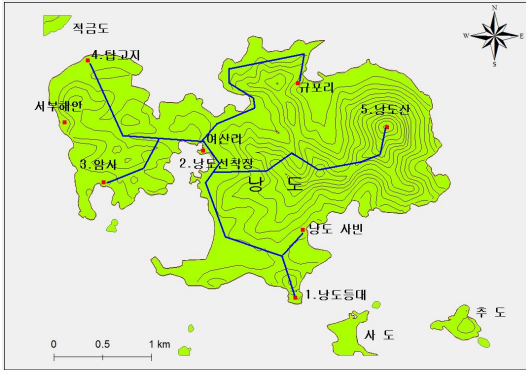 적금도
N
W
E
S
4.탑고지
규포리
서부해안
5.낭도산
여산리
2.낭도선착장
3.암사
낭 도
낭도 사빈
1.낭도등대
추 도
사 도
0 0.5 1 km